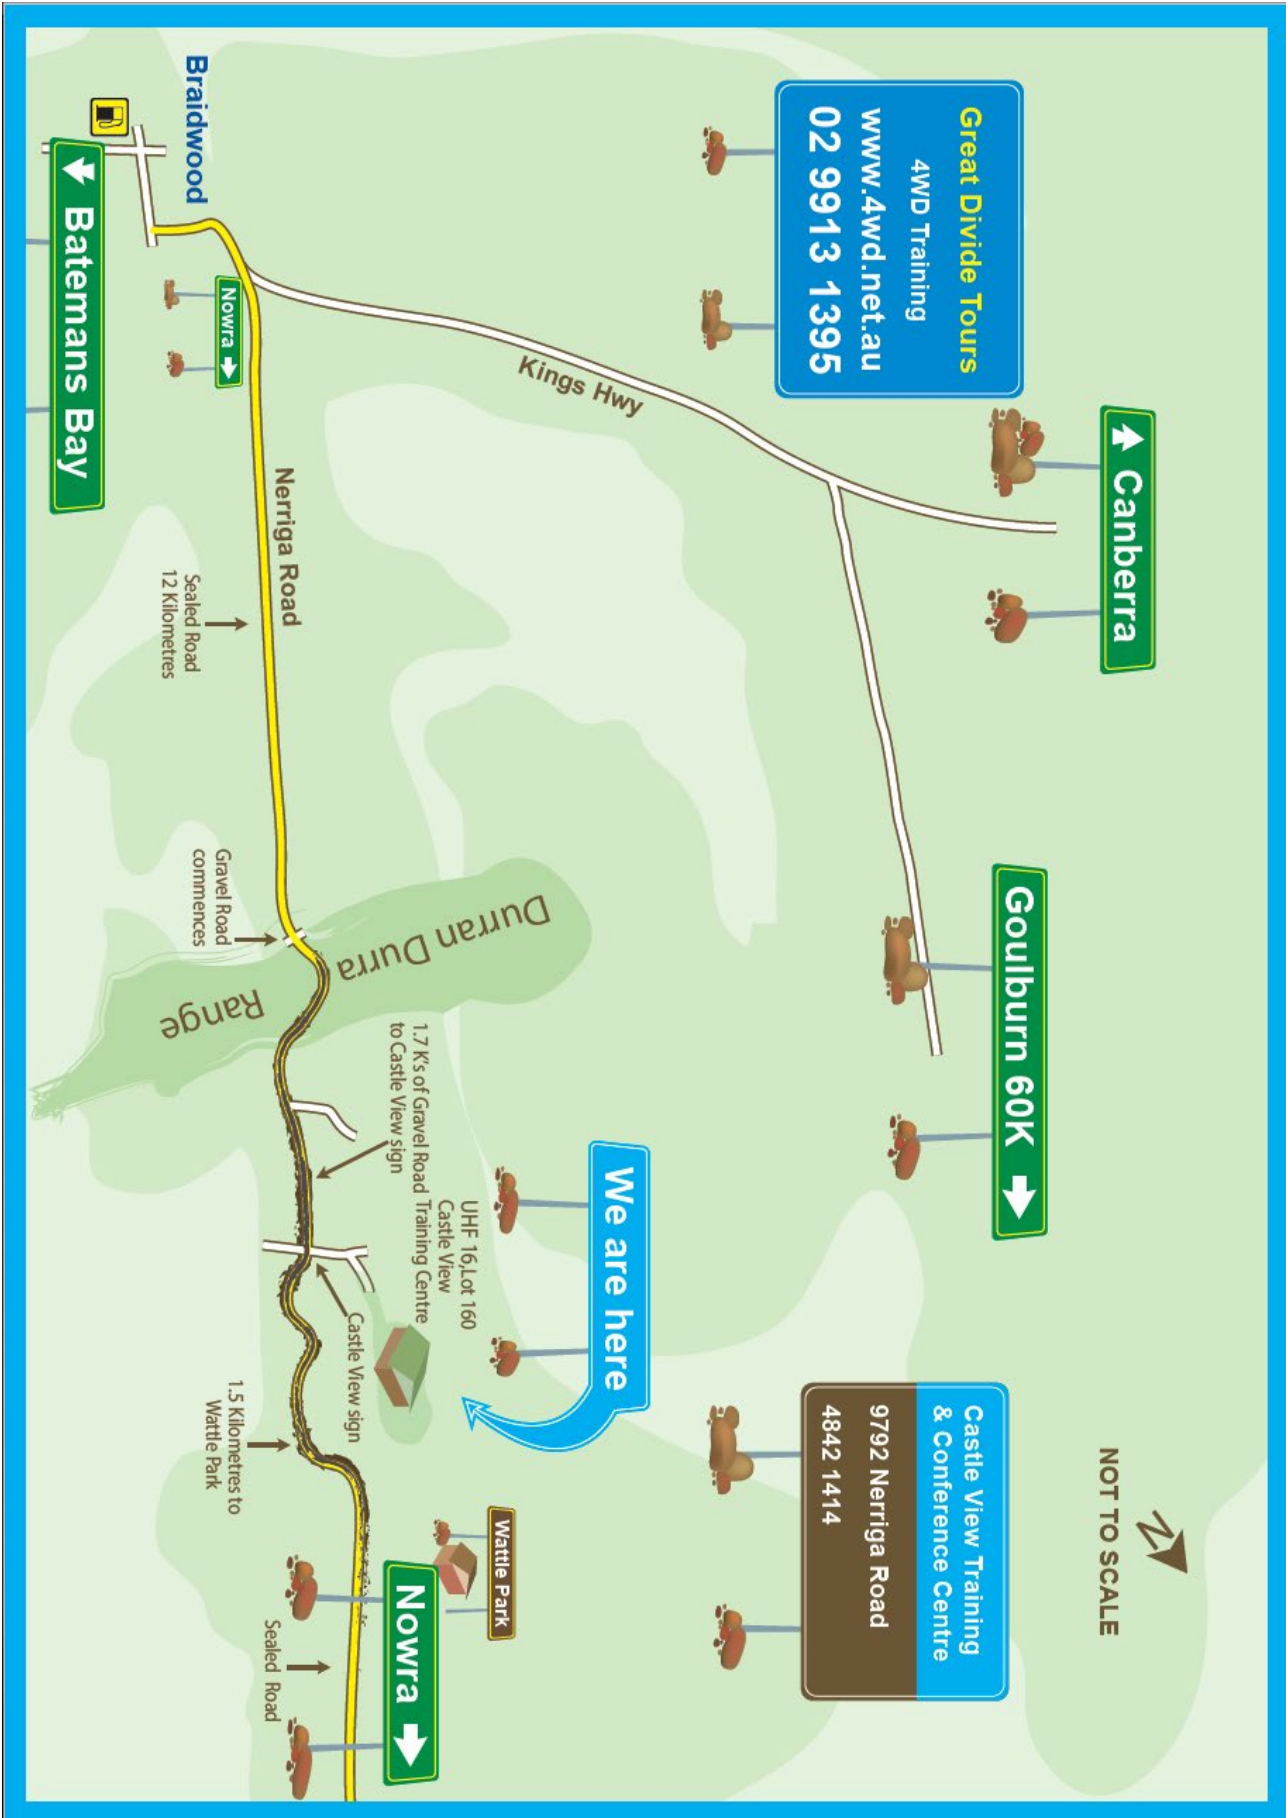 Great Divide Tours
4WD Training
www.4wd.net.au
02 9913 1395
Canberra
Goulburn 60K
NOT TO SCALE
N
Castle View Training
& Conference Centre
9792 Nerriga Road
4842 1414
Kings Hwy
We are here
Wattle Park
Durran Durra
Range
UHF 16,Lot 160
Castle View
Training Centre
1.7 K's of Gravel Road
to Castle View sign
Castle View sign
Nowra
Braidwood
Nowra
Nerriga Road
Sealed Road
12 Kilometres
Gravel Road
commences
1.5 Kilometres to
Wattle Park
Sealed Road
Batemans Bay